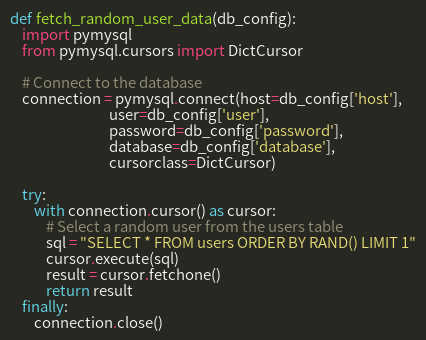 def fetch_random_user_data(db_config):
    import pymysql
    from pymysql.cursors import DictCursor

    # Connect to the database
    connection = pymysql.connect(host=db_config['host'],
                                 user=db_config['user'],
                                 password=db_config['password'],
                                 database=db_config['database'],
                                 cursorclass=DictCursor)

    try:
        with connection.cursor() as cursor:
            # Select a random user from the users table
            sql = "SELECT * FROM users ORDER BY RAND() LIMIT 1"
            cursor.execute(sql)
            result = cursor.fetchone()
            return result
    finally:
        connection.close()